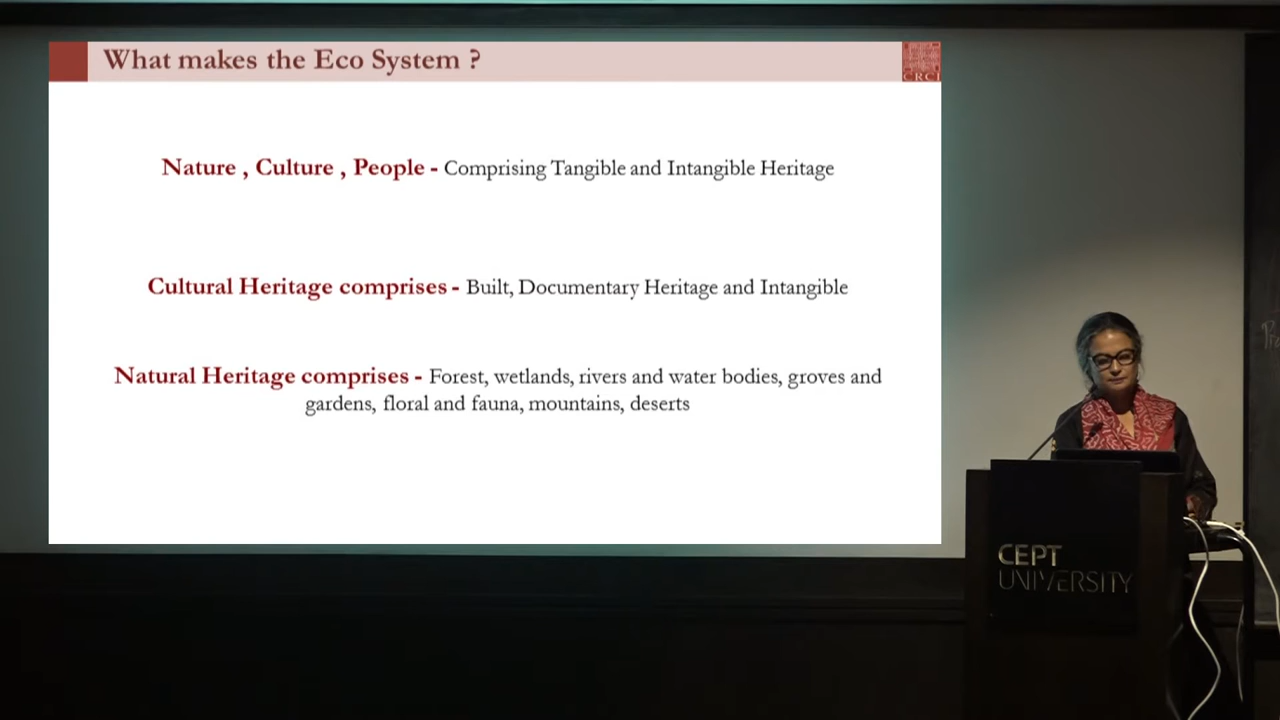 What makes the Eco System ?
CRCI
Nature , Culture , People - Comprising Tangible and Intangible Heritage
Cultural Heritage comprises - Built, Documentary Heritage and Intangible
Natural Heritage comprises - Forest, wetlands, rivers and water bodies, groves and
gardens, floral and fauna, mountains, deserts
CEPT
UNIVERSITY